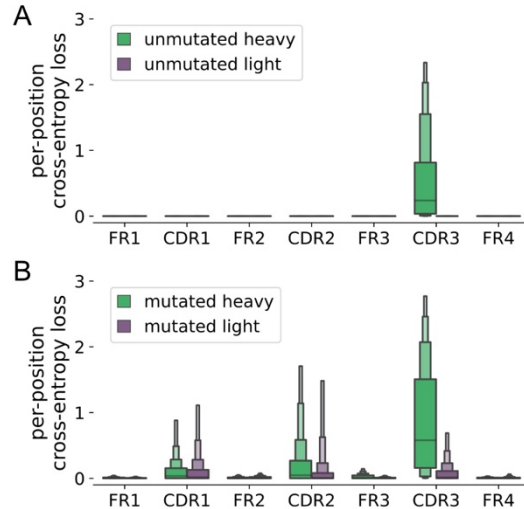 A
per-position
cross-entropy loss
3
2
1
0
unmutated heavy
unmutated light
FR1 CDR1 FR2 CDR2 FR3 CDR3 FR4
B
per-position
cross-entropy loss
3
2
1
0
mutated heavy
mutated light
FR1 CDR1 FR2 CDR2 FR3 CDR3 FR4